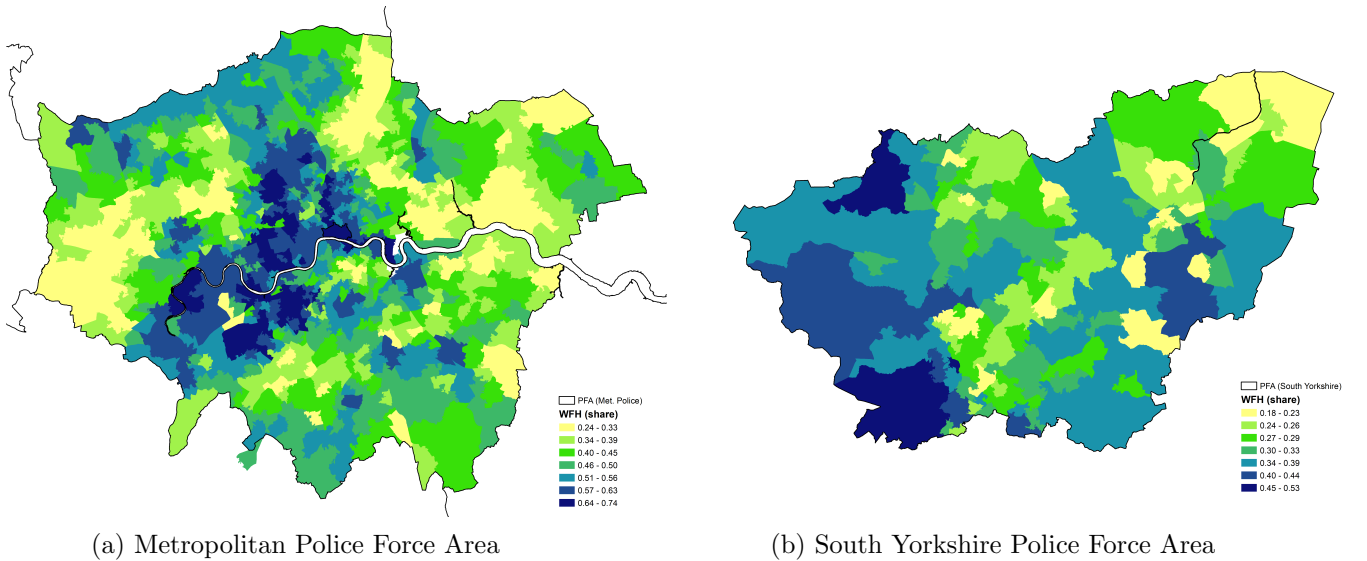 PFA (Met. Police)
WFH (share)
0.24 - 0.33
0.34 - 0.39
0.40 - 0.45
0.46 - 0.50
0.51 - 0.56
0.57 - 0.63
0.64 - 0.74
(a) Metropolitan Police Force Area
PFA (South Yorkshire)
WFH (share)
0.18 - 0.23
0.24 - 0.26
0.27 - 0.29
0.30 - 0.33
0.34 - 0.39
0.40 - 0.44
0.45 - 0.53
(b) South Yorkshire Police Force Area